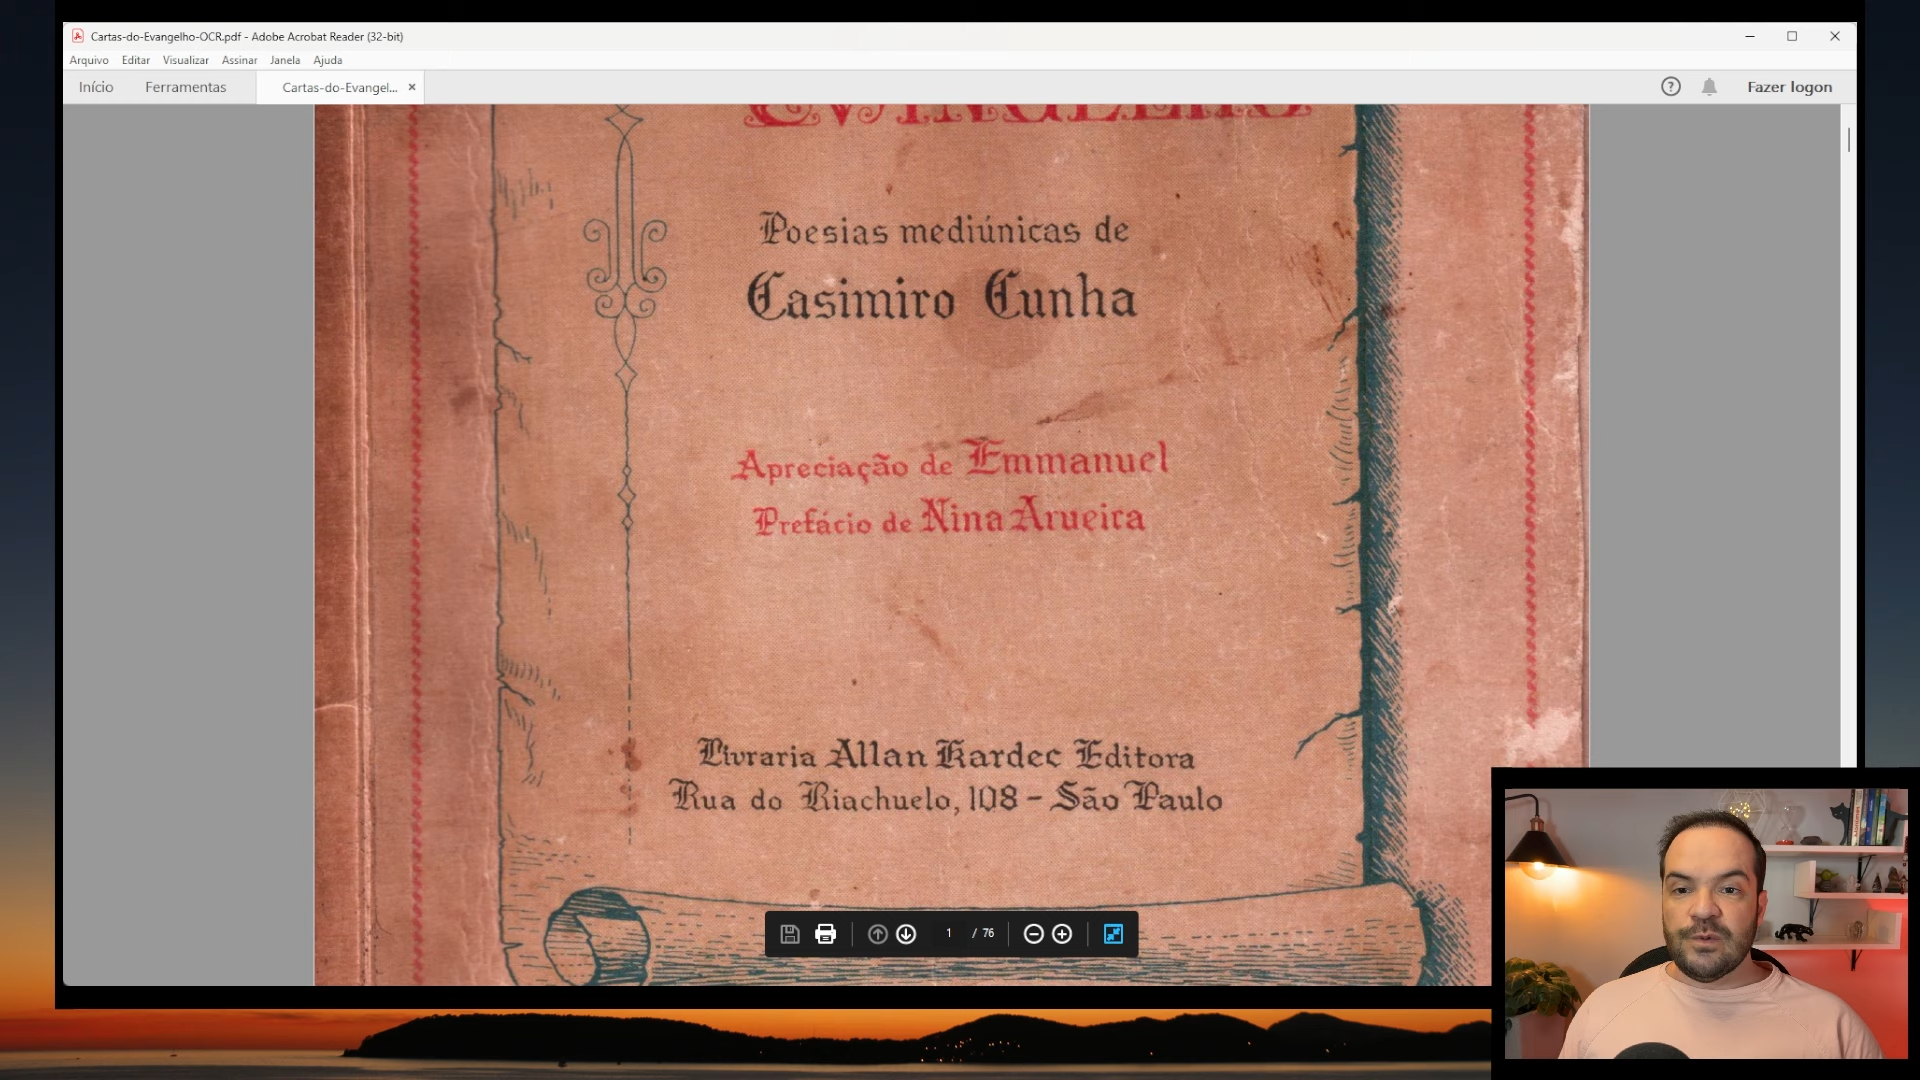 Cartas-do-Evangelho-OCR.pdf - Adobe Acrobat Reader (32-bit)
Arquivo Editar Visualizar Assinar Janela Ajuda
Início Ferramentas Cartas-do-Evangel... × Fazer logon
EVANGELHO
Poesias mediúnicas de
Casimiro Cunha
Apreciação de Emmanuel
Prefácio de Nina Arueira
Livraria Allan Kardec Editora
Rua do Riachuelo, 108 - São Paulo
1 / 76